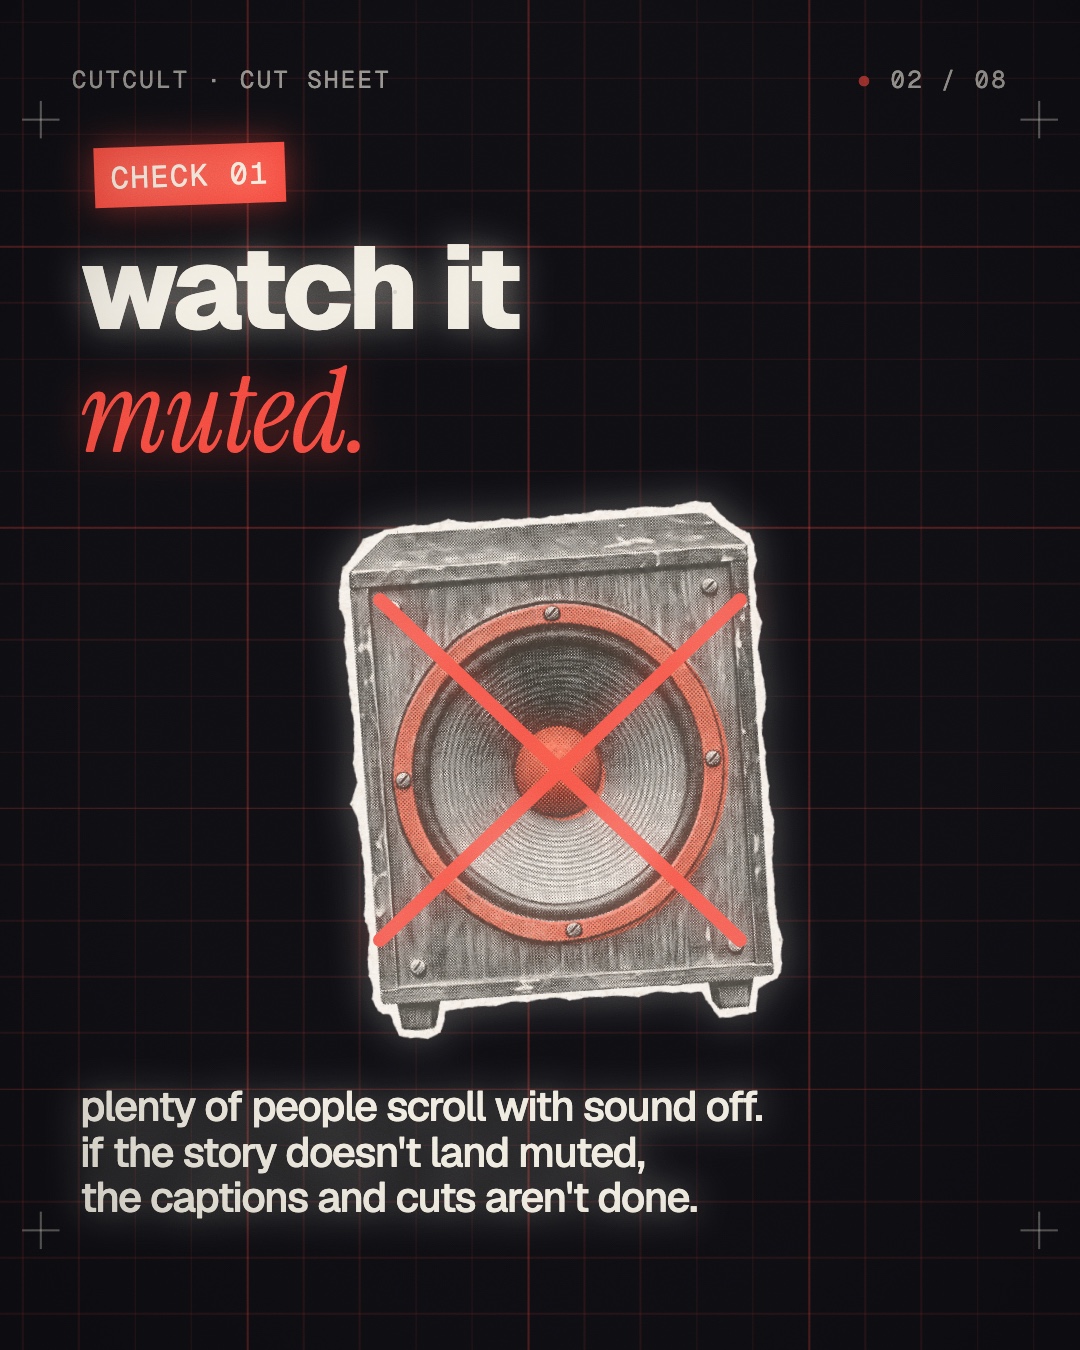 CUTCULT · CUT SHEET
02 / 08
CHECK 01
watch it
muted.
plenty of people scroll with sound off.
if the story doesn't land muted,
the captions and cuts aren't done.